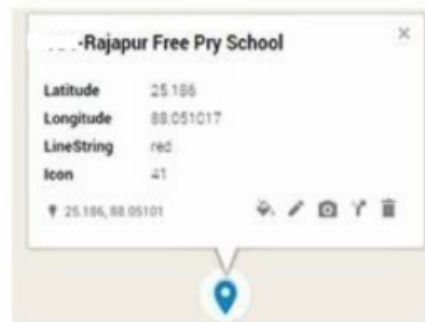 -Rajapur Free Pry School
Latitude 25.186
Longitude 88.051017
LineString red
Icon 41
25.186, 88.05101